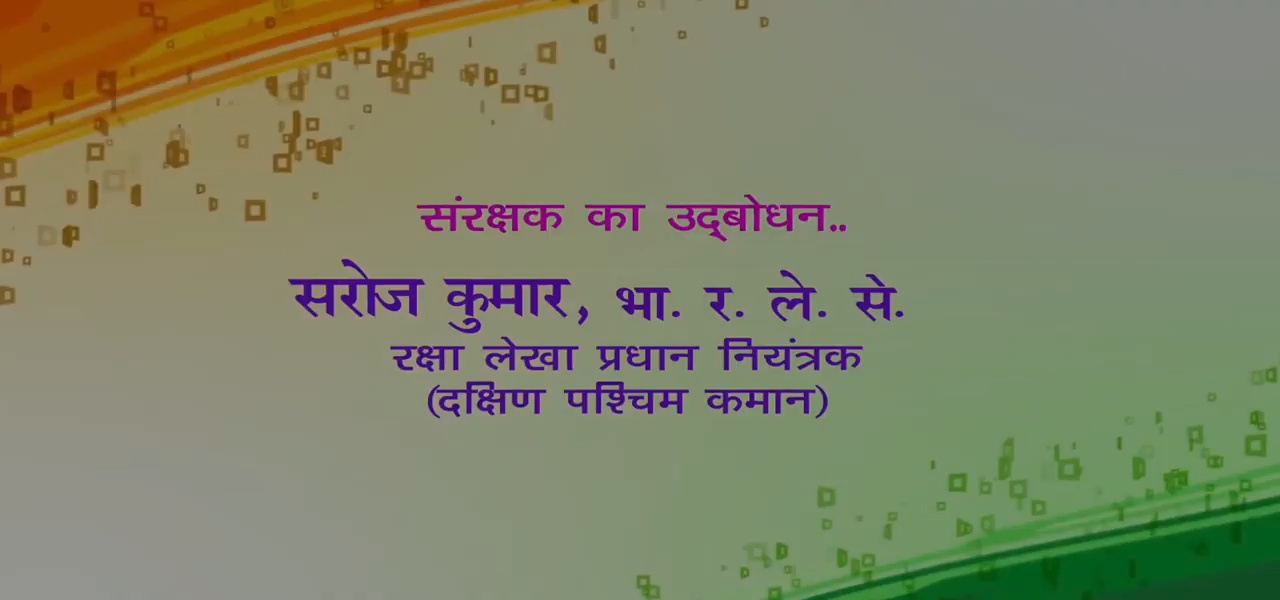 संरक्षक का उद्‌बोधन..
सरोज कुमार, भा. र. ले. से.
रक्षा लेखा प्रधान नियंत्रक
(दक्षिण पश्चिम कमान)